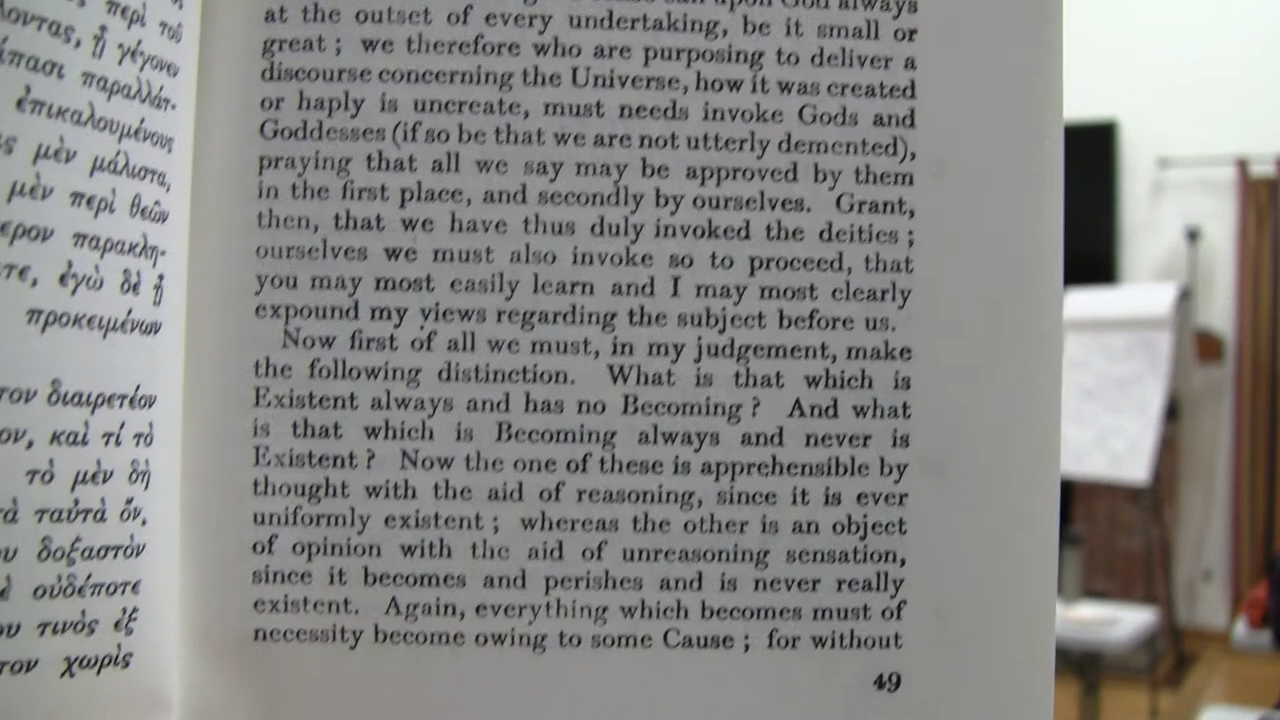 περὶ τοῦ
λοντας, ᾗ γέγονεν
παραλλάτ-
ἐπικαλουμένους
μὲν μάλιστα,
μὲν περὶ θεῶν
παρακλη-
ἐγὼ δὲ ᾗ
προκειμένων
διαιρετέον
καὶ τί τὸ
τὸ μὲν δὴ
ταὐτὰ ὄν,
δοξαστὸν
οὐδέποτε
τινὸς ἐξ
χωρὶς
upon God always
at the outset of every undertaking, be it small or
great ; we therefore who are purposing to deliver a
discourse concerning the Universe, how it was created
or haply is uncreate, must needs invoke Gods and
Goddesses (if so be that we are not utterly demented),
praying that all we say may be approved by them
in the first place, and secondly by ourselves. Grant,
then, that we have thus duly invoked the deities ;
ourselves we must also invoke so to proceed, that
you may most easily learn and I may most clearly
expound my views regarding the subject before us.
Now first of all we must, in my judgement, make
the following distinction. What is that which is
Existent always and has no Becoming ? And what
is that which is Becoming always and never is
Existent ? Now the one of these is apprehensible by
thought with the aid of reasoning, since it is ever
uniformly existent ; whereas the other is an object
of opinion with the aid of unreasoning sensation,
since it becomes and perishes and is never really
existent. Again, everything which becomes must of
necessity become owing to some Cause ; for without
49